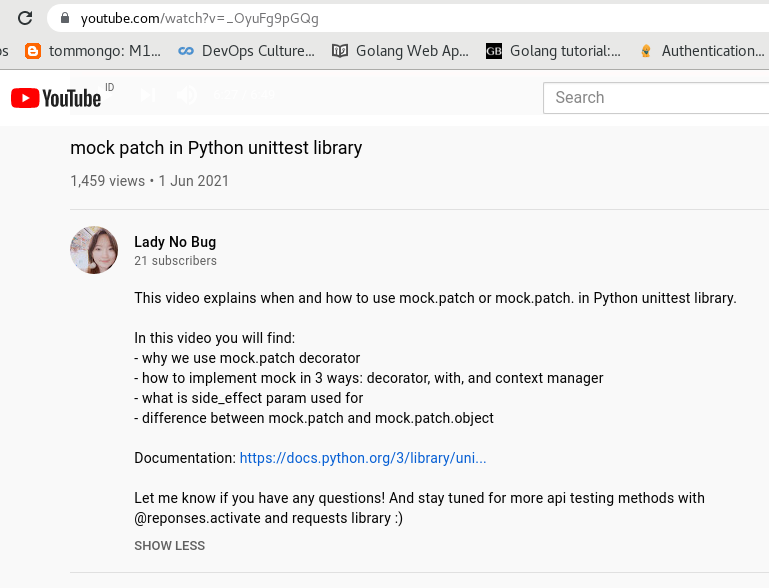 youtube.com/watch?v=_OyuFg9pGQg
os tommongo: M1... DevOps Culture... Golang Web Ap... GB Golang tutorial:... Authentication...
YouTube ID Search
mock patch in Python unittest library
1,459 views • 1 Jun 2021
Lady No Bug
21 subscribers
This video explains when and how to use mock.patch or mock.patch. in Python unittest library.
In this video you will find:
- why we use mock.patch decorator
- how to implement mock in 3 ways: decorator, with, and context manager
- what is side_effect param used for
- difference between mock.patch and mock.patch.object
Documentation: https://docs.python.org/3/library/uni...
Let me know if you have any questions! And stay tuned for more api testing methods with
@reponses.activate and requests library :)
SHOW LESS